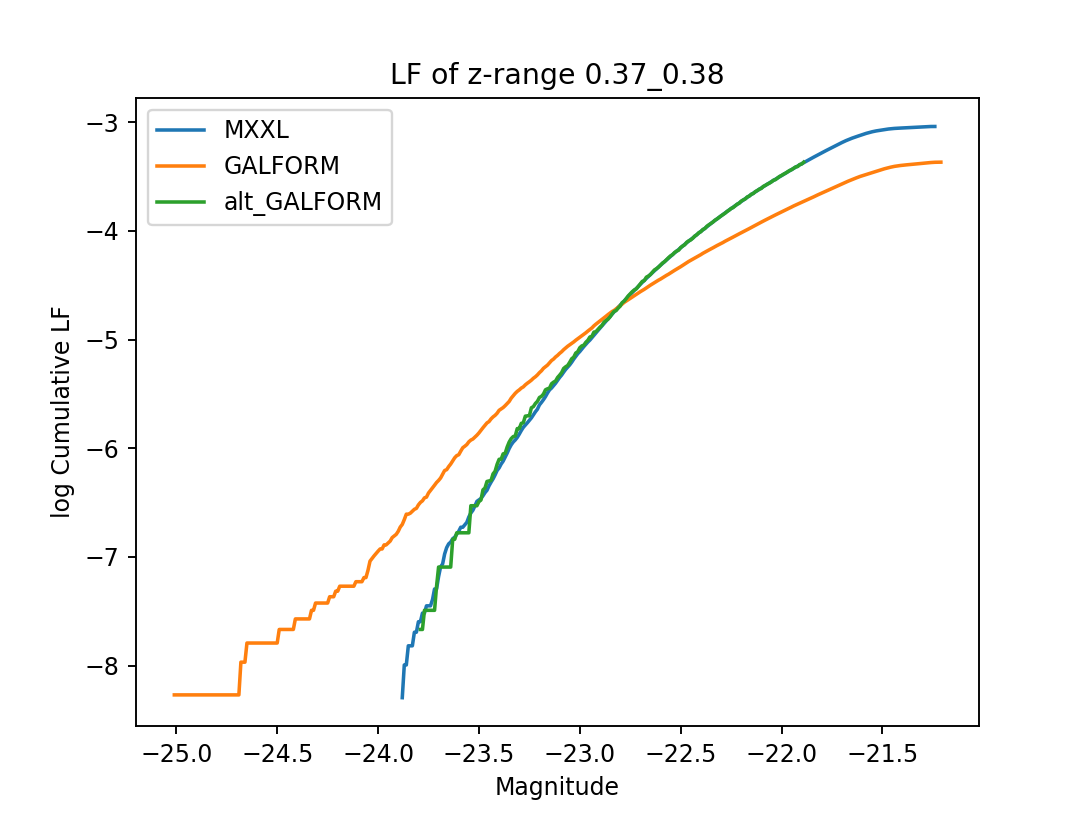 LF of z-range 0.37_0.38
MXXL
GALFORM
alt_GALFORM
−3
−4
−5
−6
−7
−8
log Cumulative LF
−25.0 −24.5 −24.0 −23.5 −23.0 −22.5 −22.0 −21.5
Magnitude